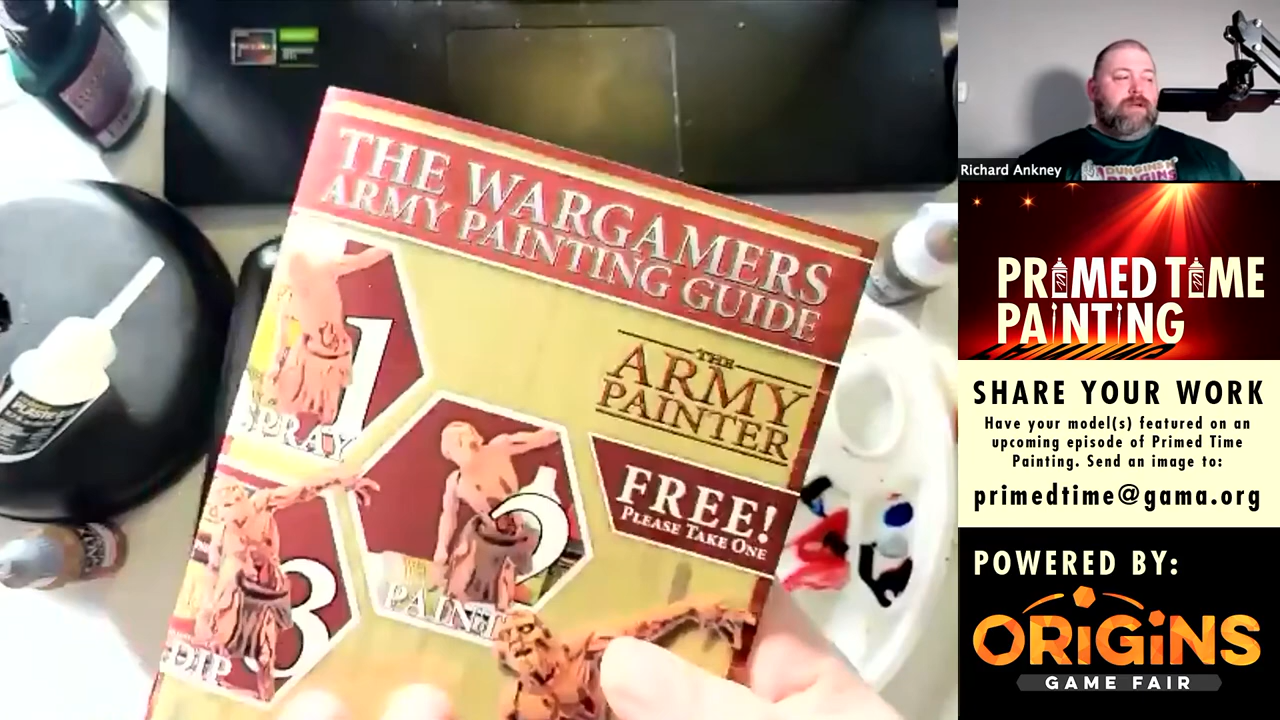 THE WARGAMERS
ARMY PAINTING GUIDE
THE
ARMY
PAINTER
FREE!
PLEASE TAKE ONE
1
SPRAY
2
PAINT
3
DIP
Richard Ankney
PRIMED TIME
PAINTING
SHARE YOUR WORK
Have your model(s) featured on an
upcoming episode of Primed Time
Painting. Send an image to:
primedtime@gama.org
POWERED BY:
ORIGINS
GAME FAIR